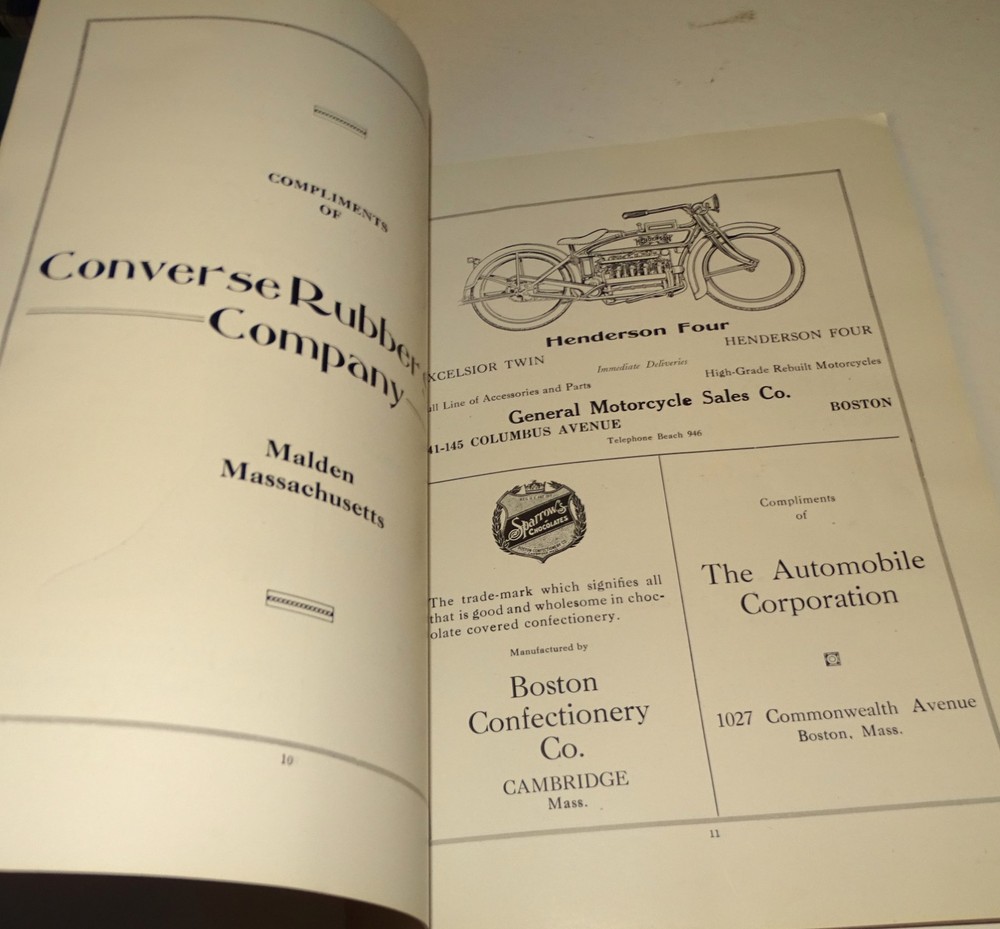 COMPLIMENTS
OF
Converse Rubber
Company
Malden
Massachusetts
10
Henderson Four
XCELSIOR TWIN
Immediate Deliveries
HENDERSON FOUR
ll Line of Accessories and Parts
High-Grade Rebuilt Motorcycles
General Motorcycle Sales Co.
41-145 COLUMBUS AVENUE
Telephone Beach 946
BOSTON
Sparrow's
CHOCOLATES
The trade-mark which signifies all
that is good and wholesome in choc-
olate covered confectionery.
Manufactured by
Boston
Confectionery
Co.
CAMBRIDGE
Mass.
Compliments
of
The Automobile
Corporation
1027 Commonwealth Avenue
Boston, Mass.
11